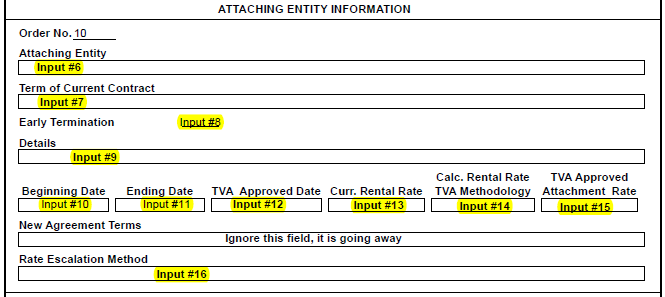 ATTACHING ENTITY INFORMATION
Order No. 10
Attaching Entity
Input #6
Term of Current Contract
Input #7
Early Termination Input #8
Details
Input #9
Calc. Rental Rate TVA Approved
Beginning Date Ending Date TVA Approved Date Curr. Rental Rate TVA Methodology Attachment Rate
Input #10 Input #11 Input #12 Input #13 Input #14 Input #15
New Agreement Terms
Ignore this field, it is going away
Rate Escalation Method
Input #16